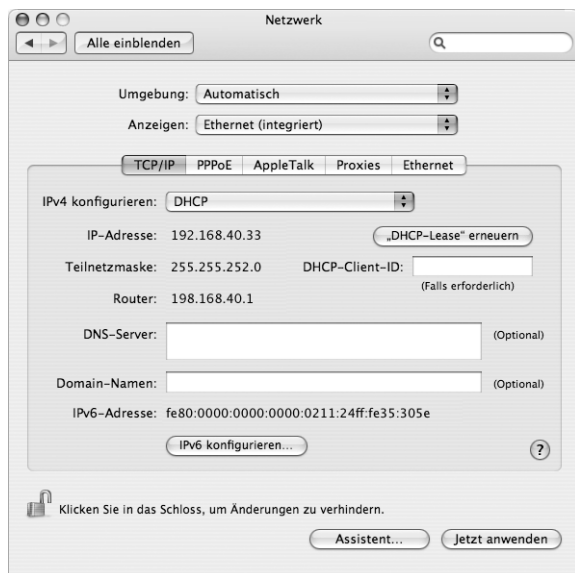 Netzwerk
Alle einblenden
Umgebung: Automatisch
Anzeigen: Ethernet (integriert)
TCP/IP PPPoE AppleTalk Proxies Ethernet
IPv4 konfigurieren: DHCP
IP-Adresse: 192.168.40.33 „DHCP-Lease“ erneuern
Teilnetzmaske: 255.255.252.0 DHCP-Client-ID:
(Falls erforderlich)
Router: 198.168.40.1
DNS-Server: (Optional)
Domain-Namen: (Optional)
IPv6-Adresse: fe80:0000:0000:0000:0211:24ff:fe35:305e
IPv6 konfigurieren... ?
Klicken Sie in das Schloss, um Änderungen zu verhindern.
Assistent... Jetzt anwenden